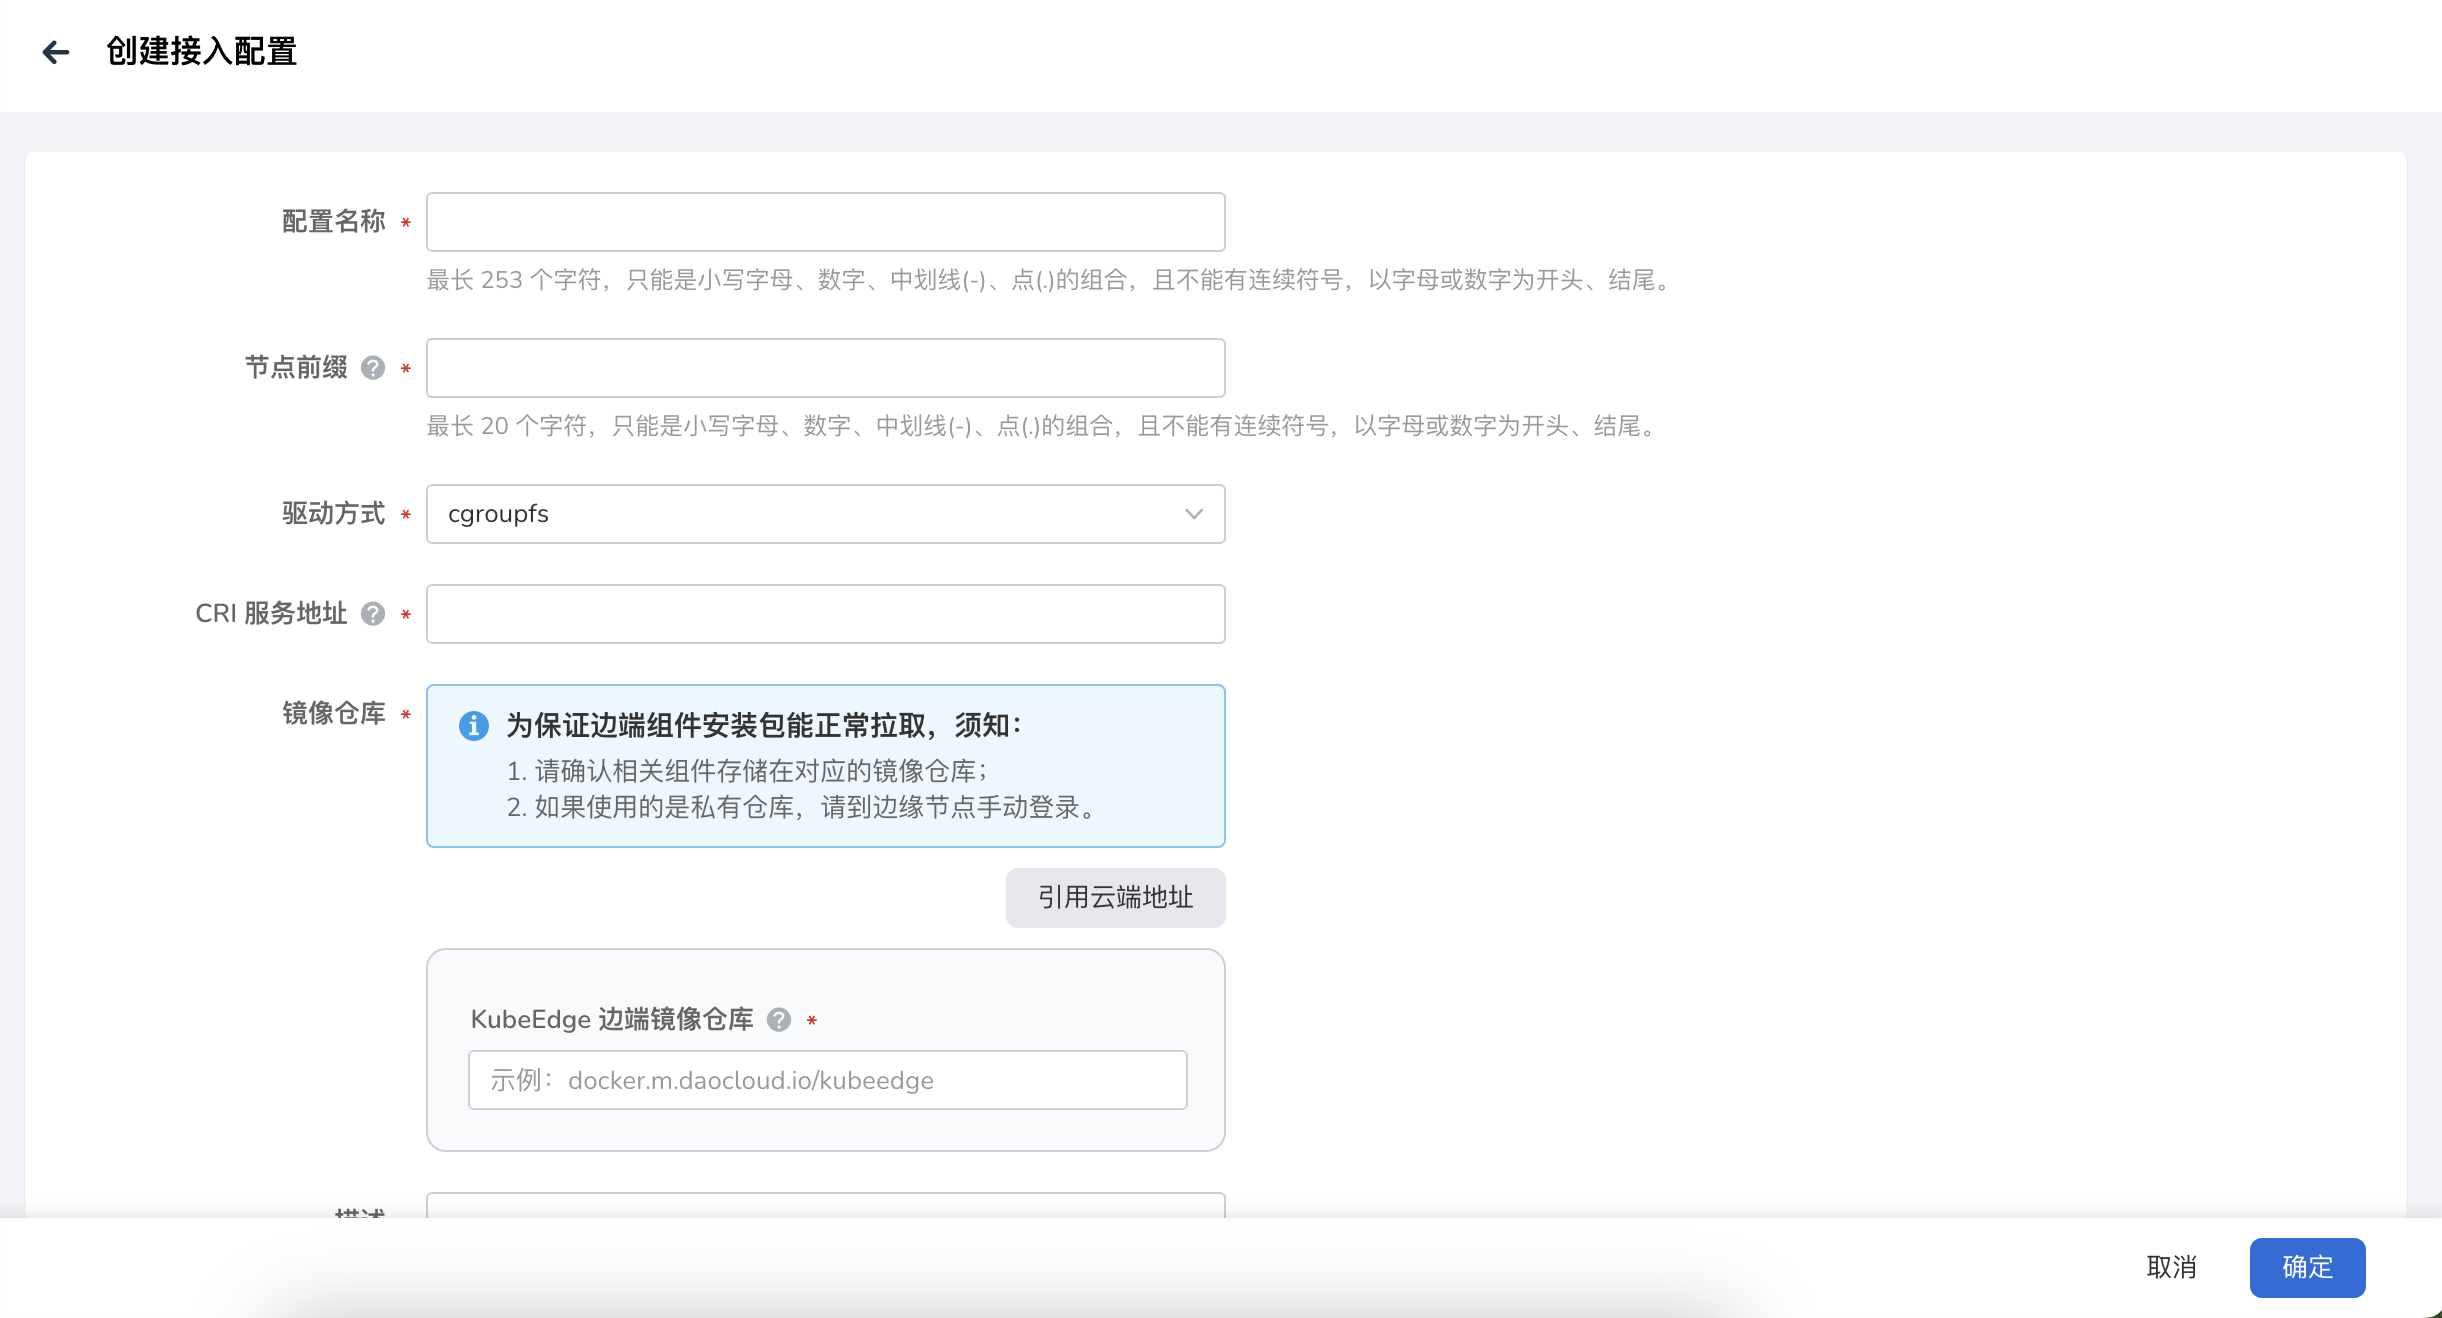 创建接入配置
配置名称 *
最长 253 个字符，只能是小写字母、数字、中划线(-)、点(.)的组合，且不能有连续符号，以字母或数字为开头、结尾。
节点前缀 ? *
最长 20 个字符，只能是小写字母、数字、中划线(-)、点(.)的组合，且不能有连续符号，以字母或数字为开头、结尾。
驱动方式 *
cgroupfs
CRI 服务地址 ? *
镜像仓库 *
为保证边端组件安装包能正常拉取，须知：
1. 请确认相关组件存储在对应的镜像仓库；
2. 如果使用的是私有仓库，请到边缘节点手动登录。
引用云端地址
KubeEdge 边端镜像仓库 ? *
示例：docker.m.daocloud.io/kubeedge
描述
取消
确定